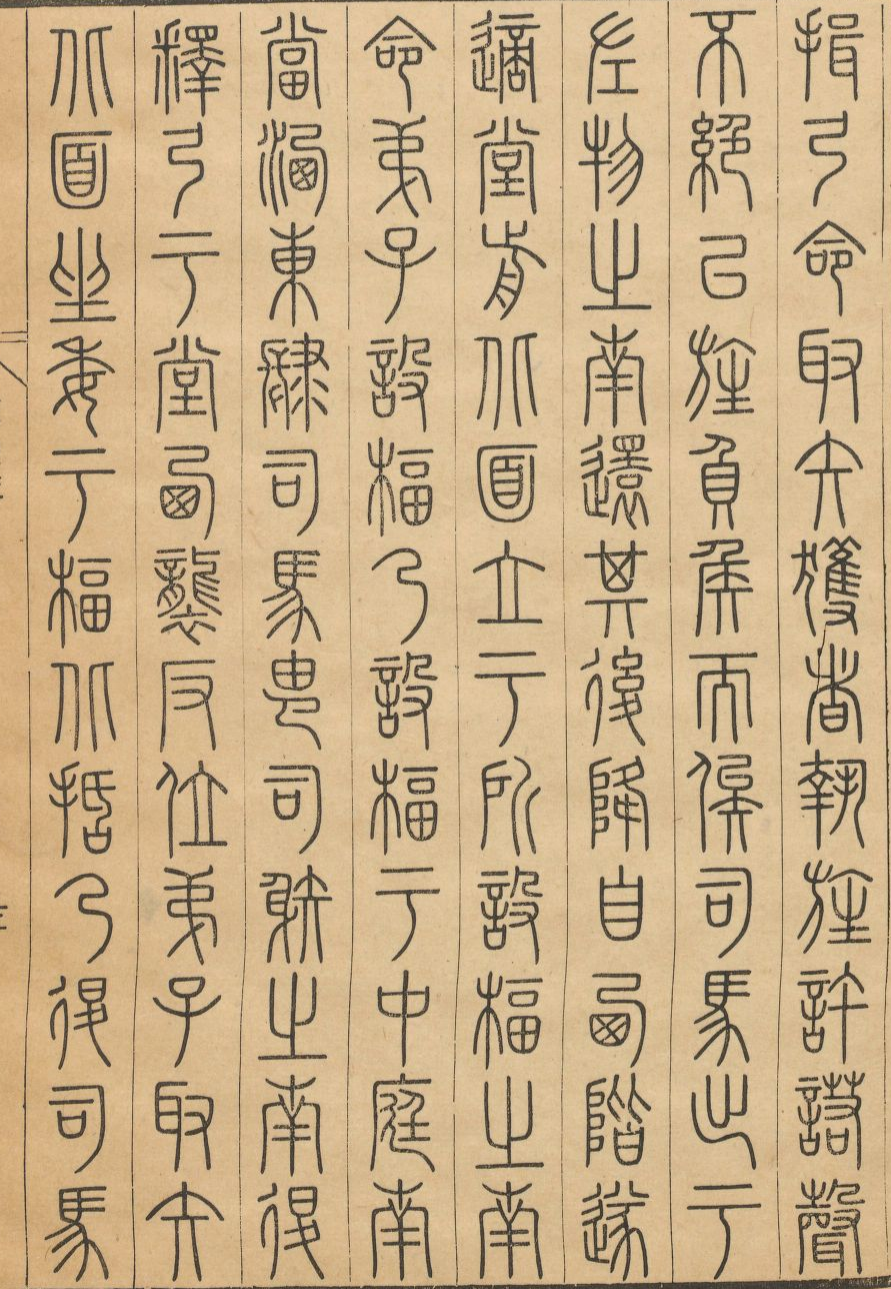 揖弓命取矢獲者執旌許諾聲
不絕以旌負侯而俟司馬出于
左物之南還其後降自西階遂
適堂前北面立于所設楅之南
命弟子設楅乃設楅于中庭南
當洗東肆司馬由司射之南退
釋弓于堂西襲反位弟子取矢
北面坐委于楅北括乃退司馬